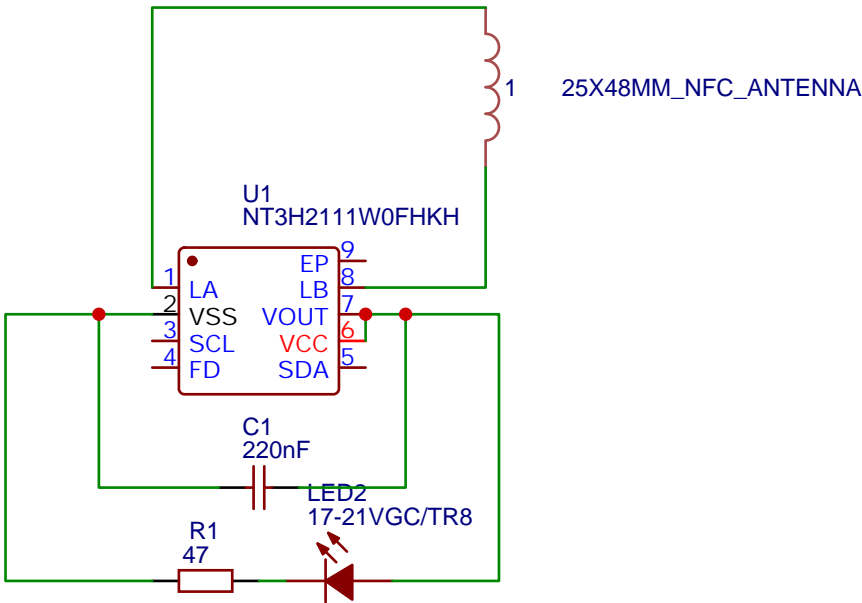 1
25X48MM_NFC_ANTENNA
U1
NT3H2111W0FHKH
EP 9
1 LA
LB 8
2 VSS
VOUT 7
3 SCL
VCC 6
4 FD
SDA 5
C1
220nF
LED2
17-21VGC/TR8
R1
47